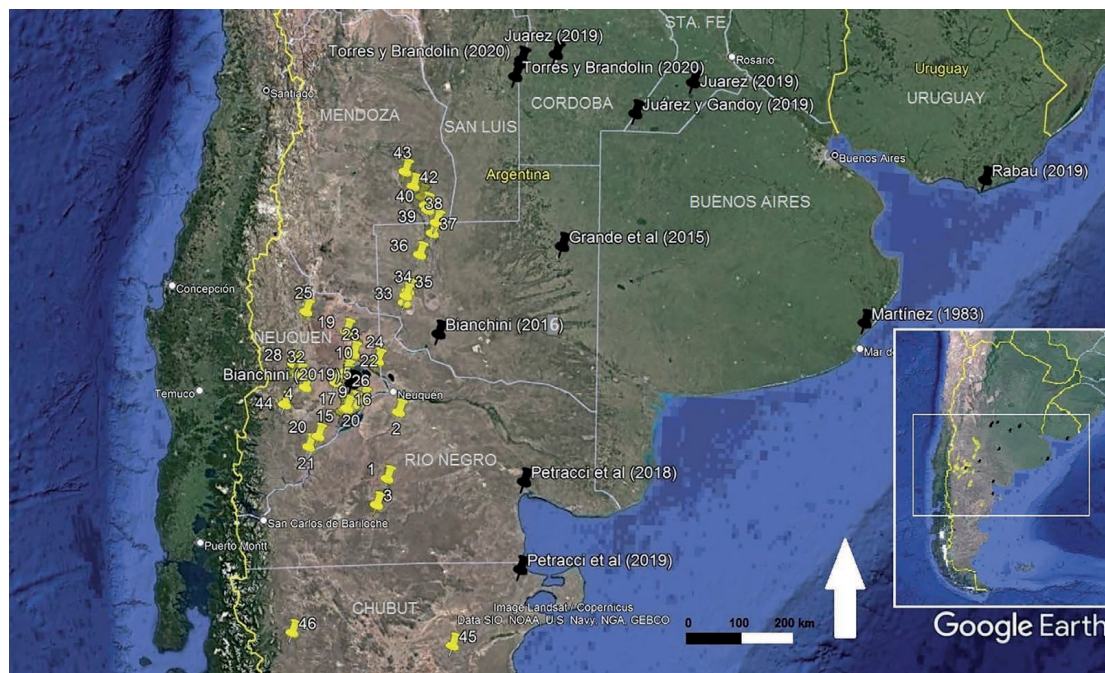 STA. FE
Juarez (2019)
Torres y Brandolin (2020)
Rosario
Torres y Brandolin (2020)
Uruguay
Juarez (2019)
Santiago
URUGUAY
CORDOBA
Juárez y Gandoy (2019)
MENDOZA
SAN LUIS
43
Buenos Aires
42
Argentina
Rabau (2019)
40
38
BUENOS AIRES
39
37
36
Grande et al (2015)
34
35
33
Concepción
25
19
Bianchini (2016)
Martínez (1983)
23
NEUQUEN
24
Mar de
28
32
10
22
Bianchini (2019)
5
26
Temuco
4
9
Neuquén
44
17
16
15
20
20
2
21
RIO NEGRO
1
Petracci et al (2018)
3
San Carlos de Bariloche
Puerto Montt
Petracci et al (2019)
CHUBUT
Image Landsat / Copernicus
Data SIO, NOAA, U.S. Navy, NGA, GEBCO
46
45
0 100 200 km
Google Earth